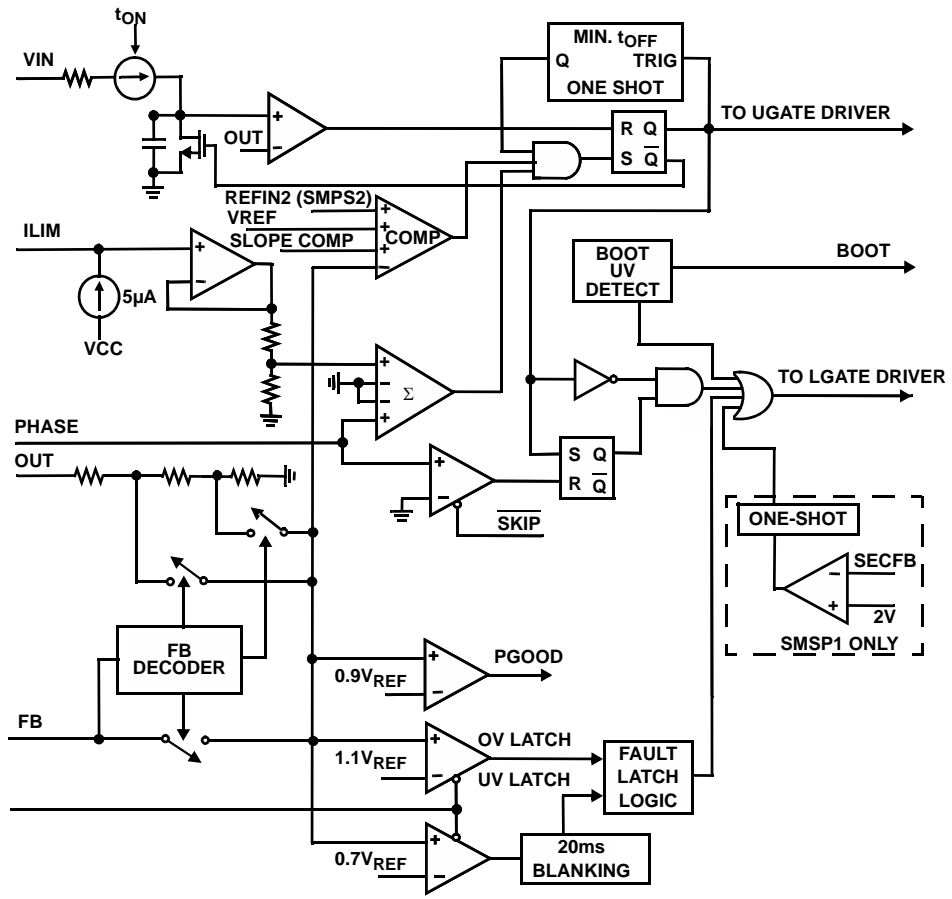 tON
VIN
MIN. tOFF
Q TRIG
ONE SHOT
+
OUT
−
R Q
S Q̅
TO UGATE DRIVER
REFIN2 (SMPS2)
+
VREF
+
COMP
SLOPE COMP
+
−
ILIM
+
−
5µA
VCC
BOOT
UV
DETECT
BOOT
+
−
−
Σ
+
TO LGATE DRIVER
PHASE
OUT
+
−
S Q
R Q̅
S̅K̅I̅P̅
ONE-SHOT
−
SECFB
+
2V
SMSP1 ONLY
FB
DECODER
+
0.9VREF
−
PGOOD
FB
+
1.1VREF
−
OV LATCH
UV LATCH
FAULT
LATCH
LOGIC
+
0.7VREF
−
20ms
BLANKING